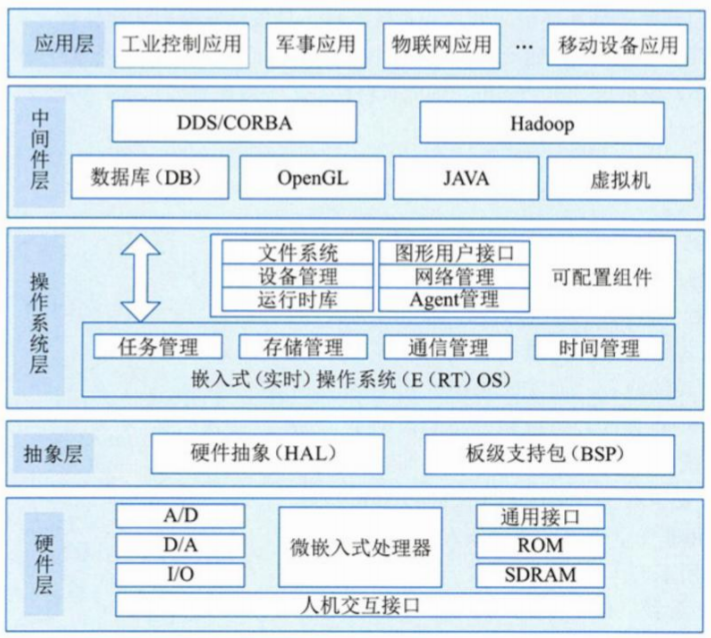 应用层 工业控制应用 军事应用 物联网应用 … 移动设备应用
中间件层
DDS/CORBA Hadoop
数据库(DB) OpenGL JAVA 虚拟机
操作系统层
文件系统 图形用户接口
设备管理 网络管理 可配置组件
运行时库 Agent管理
任务管理 存储管理 通信管理 时间管理
嵌入式(实时)操作系统(E(RT)OS)
抽象层 硬件抽象(HAL) 板级支持包(BSP)
硬件层
A/D 通用接口
D/A 微嵌入式处理器 ROM
I/O SDRAM
人机交互接口